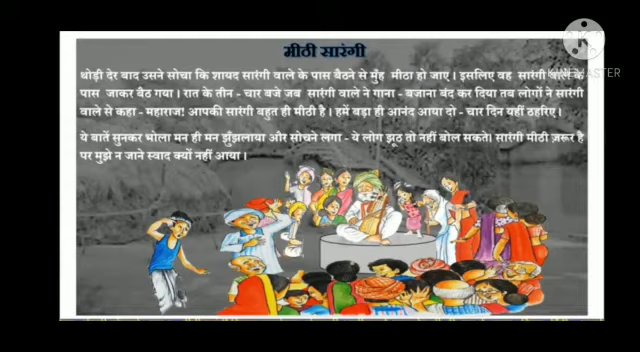 मीठी सारंगी
थोड़ी देर बाद उसने सोचा कि शायद सारंगी वाले के पास बैठने से मुँह मीठा हो जाए। इसलिए वह सारंगी वाले के
पास जाकर बैठ गया। रात के तीन - चार बजे जब सारंगी वाले ने गाना - बजाना बंद कर दिया तब लोगों ने सारंगी
वाले से कहा - महाराज! आपकी सारंगी बहुत ही मीठी है। हमें बड़ा ही आनंद आया दो - चार दिन यहीं ठहरिए।
ये बातें सुनकर भोला मन ही मन झुँझलाया और सोचने लगा - ये लोग झूठ तो नहीं बोल सकते। सारंगी मीठी ज़रूर है
पर मुझे न जाने स्वाद क्यों नहीं आया।
KINEMASTER